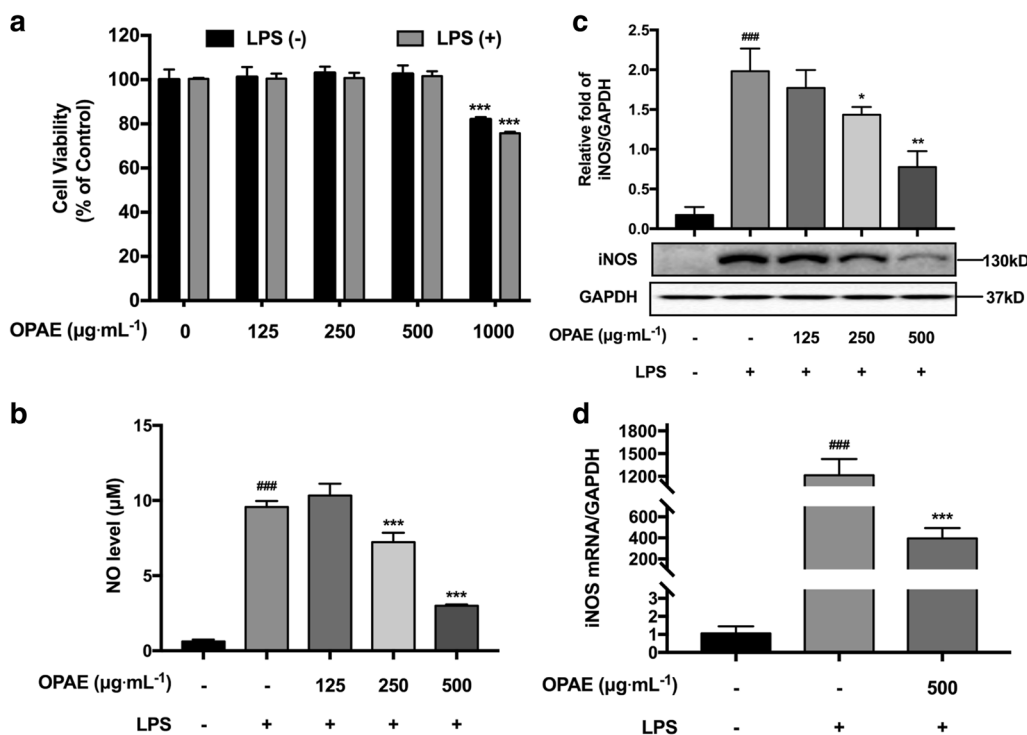 a
LPS (-) LPS (+)
Cell Viability
(% of Control)
120
100
80
60
40
20
0
*** ***
OPAE (µg·mL⁻¹) 0 125 250 500 1000
b
NO level (µM)
15
10
5
0
### *** ***
OPAE (µg·mL⁻¹) - - 125 250 500
LPS - + + + +
c
Relative fold of
iNOS/GAPDH
2.5
2.0
1.5
1.0
0.5
0.0
### * **
iNOS 130kD
GAPDH 37kD
OPAE (µg·mL⁻¹) - - 125 250 500
LPS - + + + +
d
iNOS mRNA/GAPDH
1800
1500
1200
600
400
200
3
2
1
0
### ***
OPAE (µg·mL⁻¹) - - 500
LPS - + +